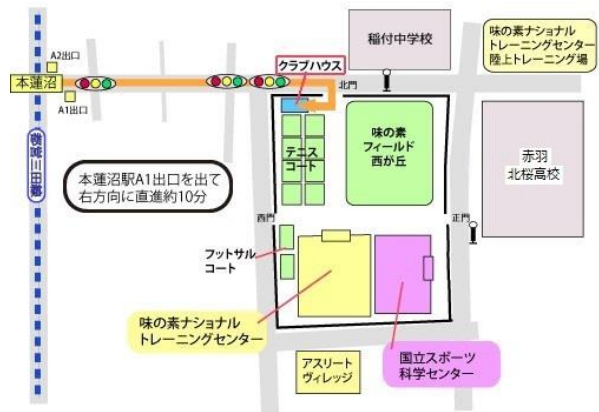 A2出口
本蓮沼
A1出口
都営三田線
クラブハウス
稲付中学校
北門
味の素ナショナル
トレーニングセンター
陸上トレーニング場
テニス
コート
味の素
フィールド
西が丘
赤羽
北桜高校
本蓮沼駅A1出口を出て
右方向に直進約10分
西門
正門
フットサル
コート
味の素ナショナル
トレーニングセンター
国立スポーツ
科学センター
アスリート
ヴィレッジ